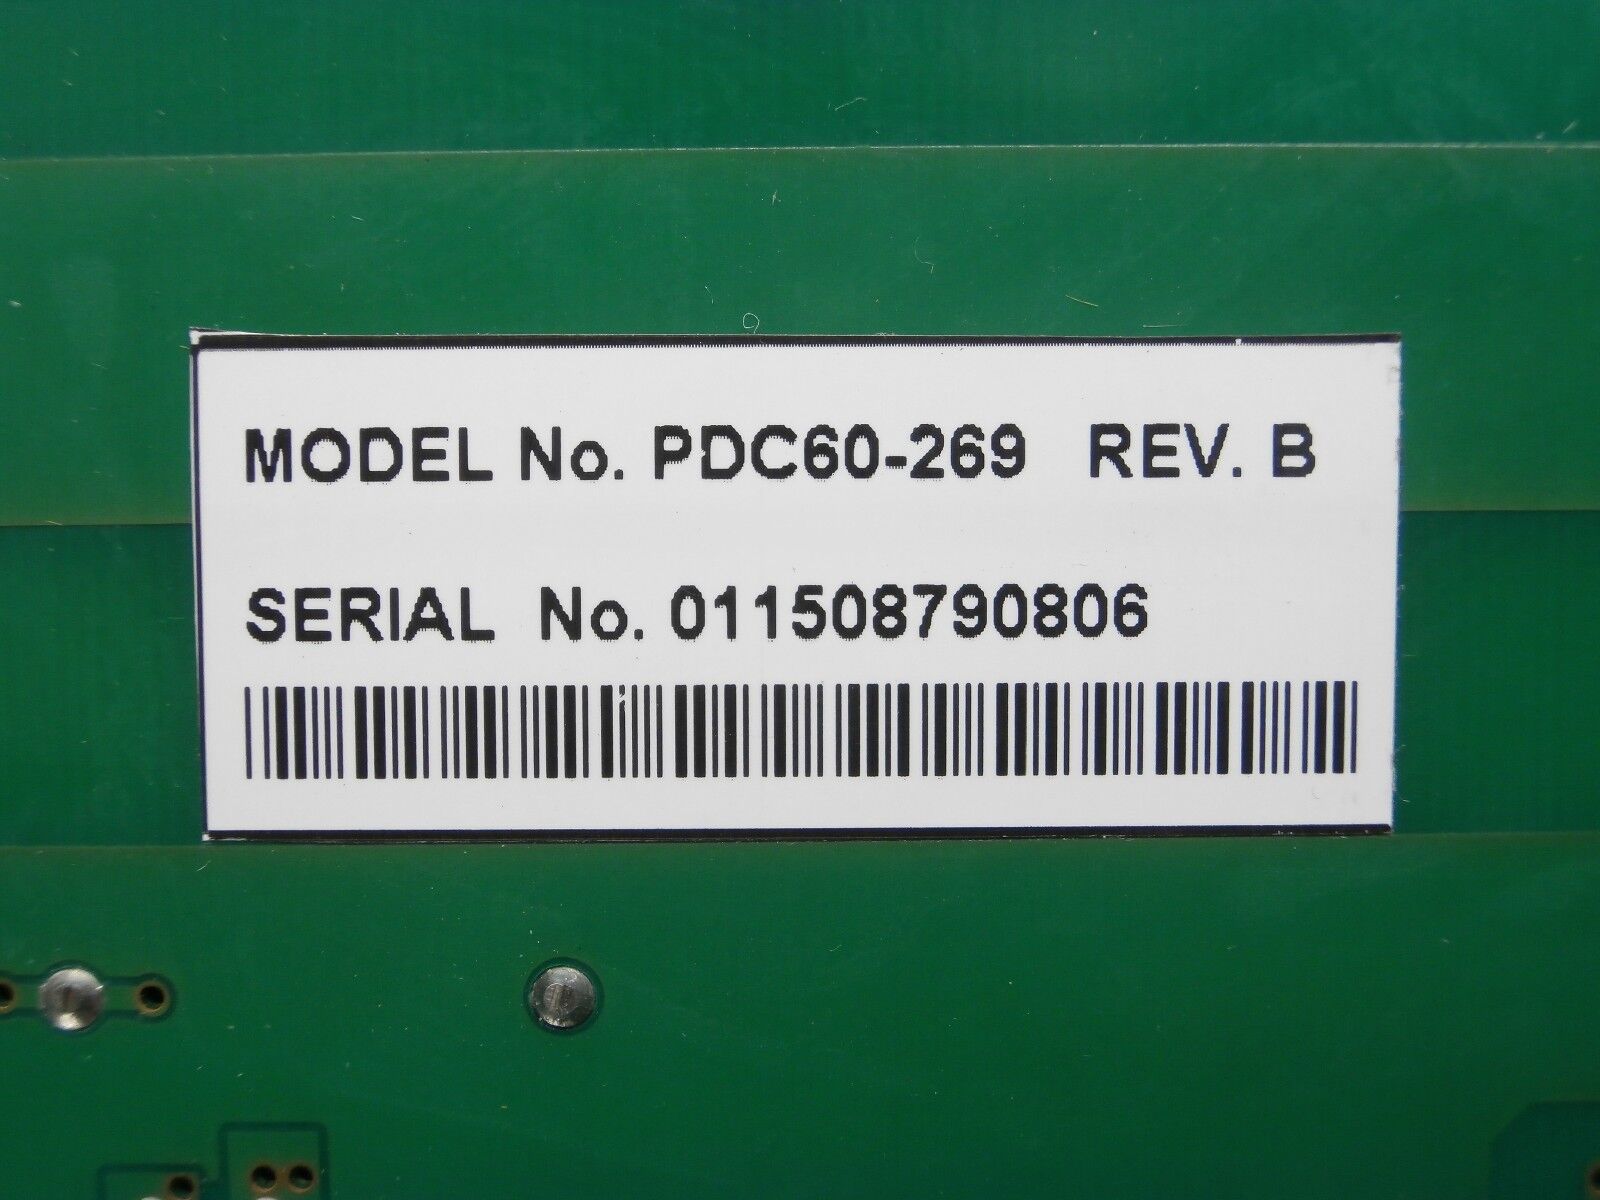 MODEL No. PDC60-269 REV. B
SERIAL No. 011508790806